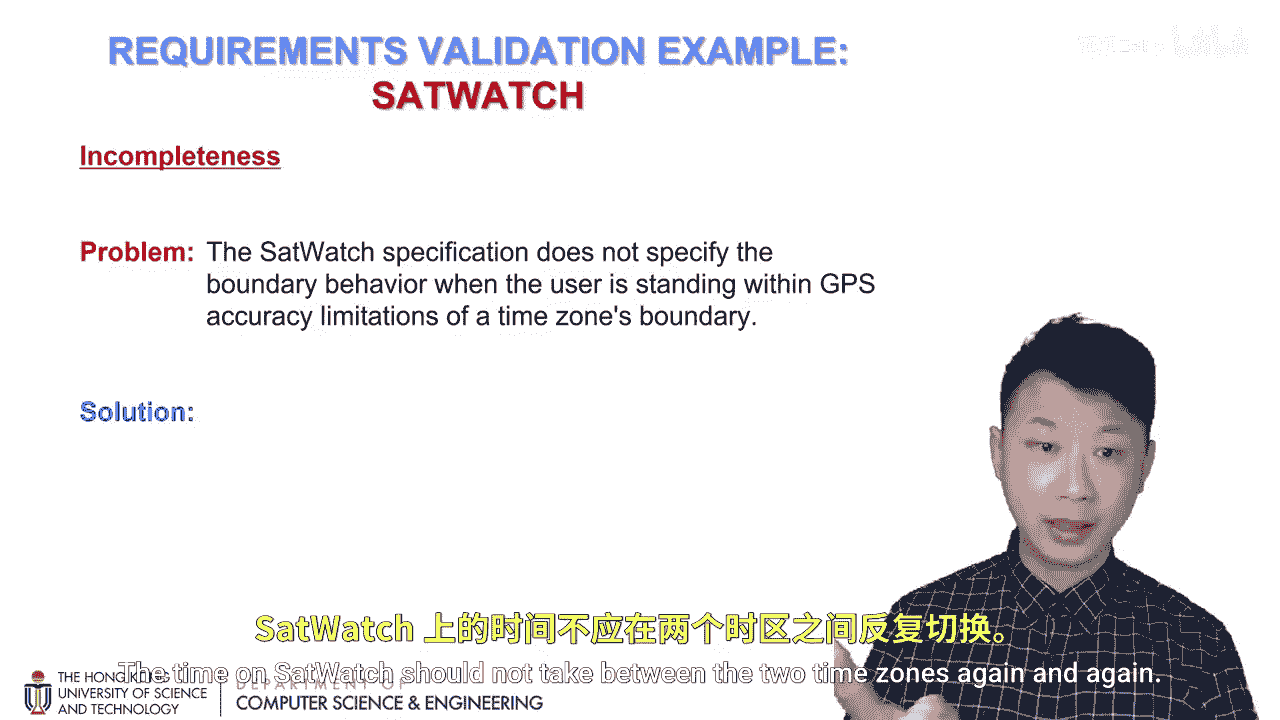 REQUIREMENTS VALIDATION EXAMPLE:
SATWATCH
Incompleteness
Problem: The SatWatch specification does not specify the
boundary behavior when the user is standing within GPS
accuracy limitations of a time zone's boundary.
Solution:
SatWatch 上的时间不应在两个时区之间反复切换。
The time on SatWatch should not take between the two time zones again and again.
THE HONG KONG
UNIVERSITY OF SCIENCE
AND TECHNOLOGY
DEPARTMENT OF
COMPUTER SCIENCE & ENGINEERING